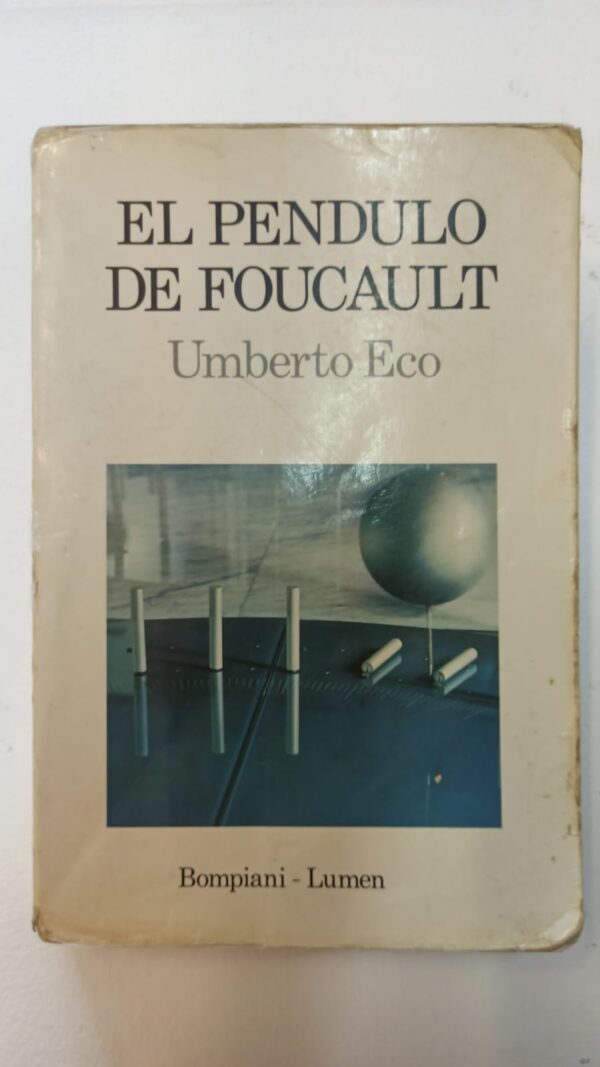 EL PENDULO
DE FOUCAULT
Umberto Eco
Bompiani - Lumen